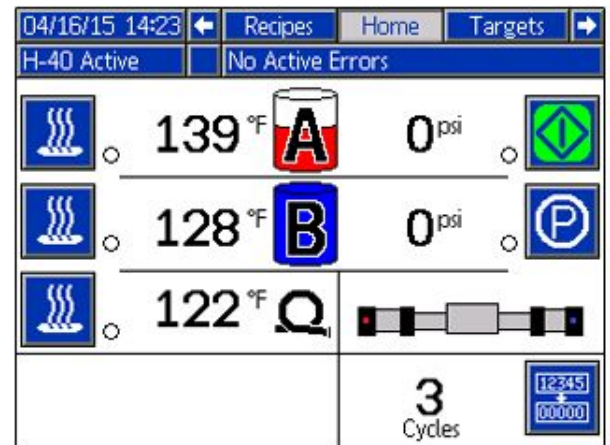 04/16/15 14:23 Recipes Home Targets
H-40 Active No Active Errors
139 °F A 0 psi
128 °F B 0 psi P
122 °F
3 12345
Cycles 00000